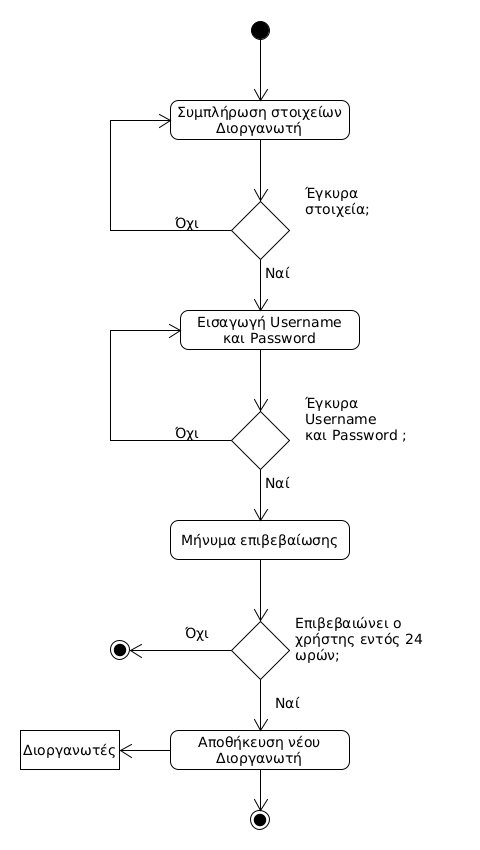 Συμπλήρωση στοιχείων
Διοργανωτή
Έγκυρα
στοιχεία;
Όχι
Ναί
Εισαγωγή Username
και Password
Έγκυρα
Username
και Password ;
Όχι
Ναί
Μήνυμα επιβεβαίωσης
Επιβεβαιώνει ο
χρήστης εντός 24
ωρών;
Όχι
Ναί
Αποθήκευση νέου
Διοργανωτή
Διοργανωτές